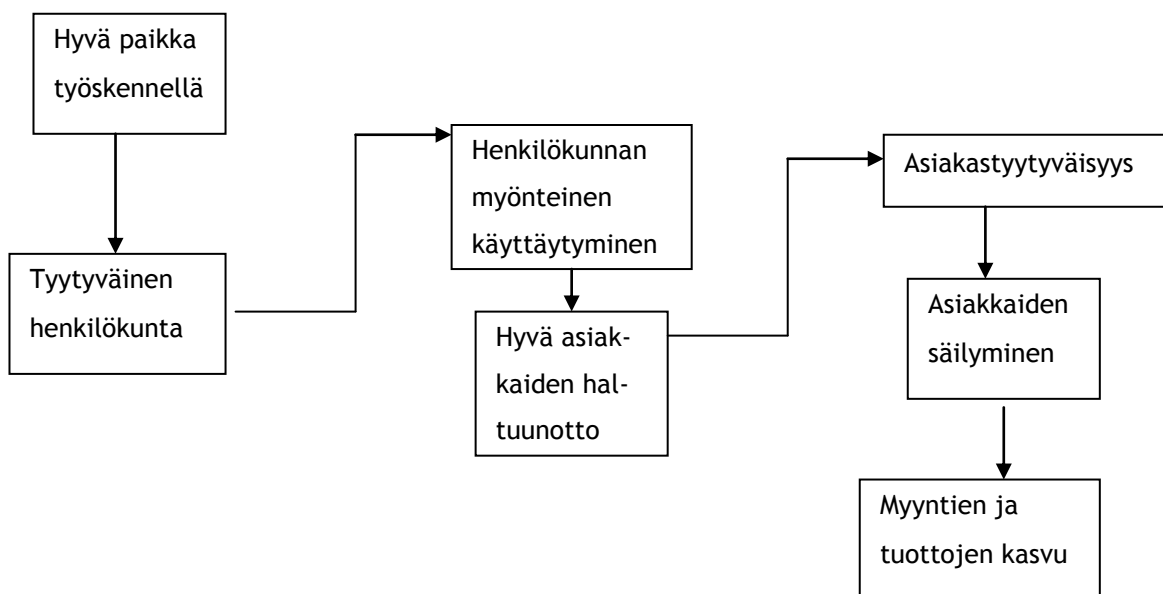 Hyvä paikka
työskennellä
Tyytyväinen
henkilökunta
Henkilökunnan
myönteinen
käyttäytyminen
Hyvä asiak-
kaiden hal-
tuunotto
Asiakastyytyväisyys
Asiakkaiden
säilyminen
Myyntien ja
tuottojen kasvu